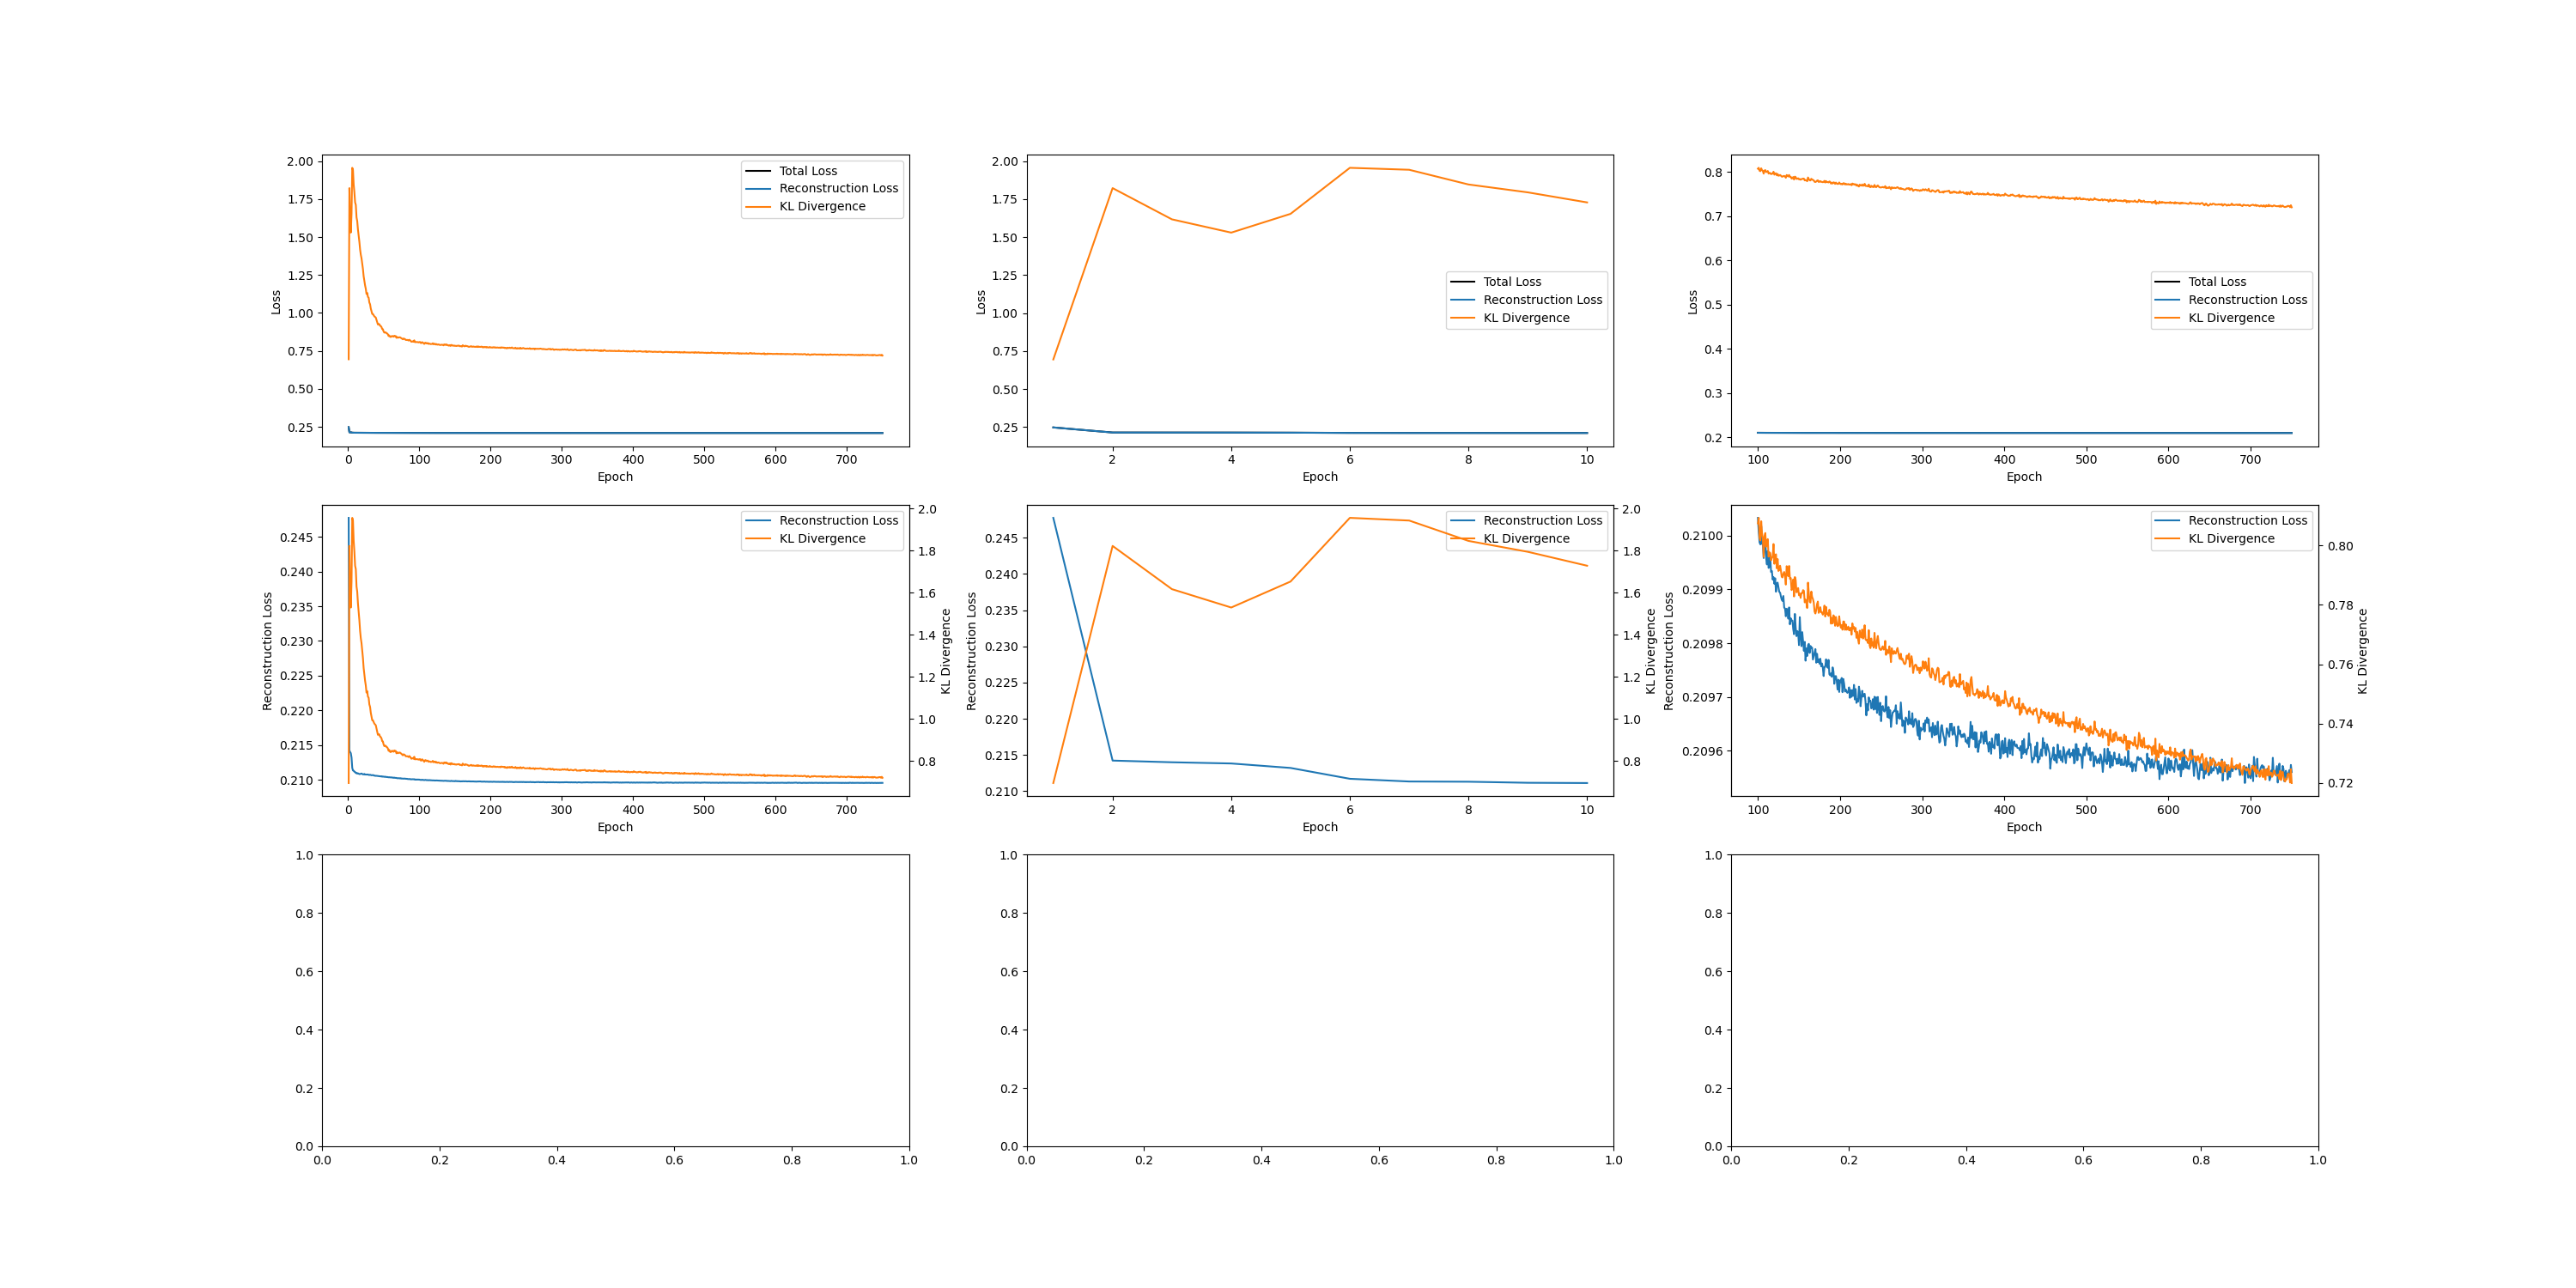 2.00
1.75
1.50
1.25
1.00
0.75
0.50
0.25
Loss
0 100 200 300 400 500 600 700
Epoch
Total Loss
Reconstruction Loss
KL Divergence
2.00
1.75
1.50
1.25
1.00
0.75
0.50
0.25
Loss
2 4 6 8 10
Epoch
Total Loss
Reconstruction Loss
KL Divergence
0.8
0.7
0.6
0.5
0.4
0.3
0.2
Loss
100 200 300 400 500 600 700
Epoch
Total Loss
Reconstruction Loss
KL Divergence
0.245
0.240
0.235
0.230
0.225
0.220
0.215
0.210
Reconstruction Loss
0 100 200 300 400 500 600 700
Epoch
Reconstruction Loss
KL Divergence
2.0
1.8
1.6
1.4
1.2
1.0
0.8
KL Divergence
0.245
0.240
0.235
0.230
0.225
0.220
0.215
0.210
Reconstruction Loss
2 4 6 8 10
Epoch
Reconstruction Loss
KL Divergence
2.0
1.8
1.6
1.4
1.2
1.0
0.8
KL Divergence
0.2100
0.2099
0.2098
0.2097
0.2096
Reconstruction Loss
100 200 300 400 500 600 700
Epoch
Reconstruction Loss
KL Divergence
0.80
0.78
0.76
0.74
0.72
KL Divergence
1.0
0.8
0.6
0.4
0.2
0.0
0.0 0.2 0.4 0.6 0.8 1.0
1.0
0.8
0.6
0.4
0.2
0.0
0.0 0.2 0.4 0.6 0.8 1.0
1.0
0.8
0.6
0.4
0.2
0.0
0.0 0.2 0.4 0.6 0.8 1.0